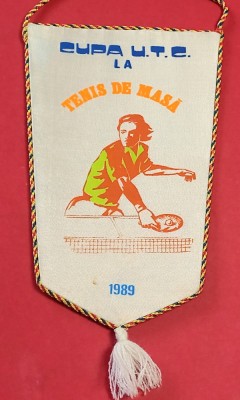 CUPA U.T.C.
LA
TENIS DE MASĂ
1989